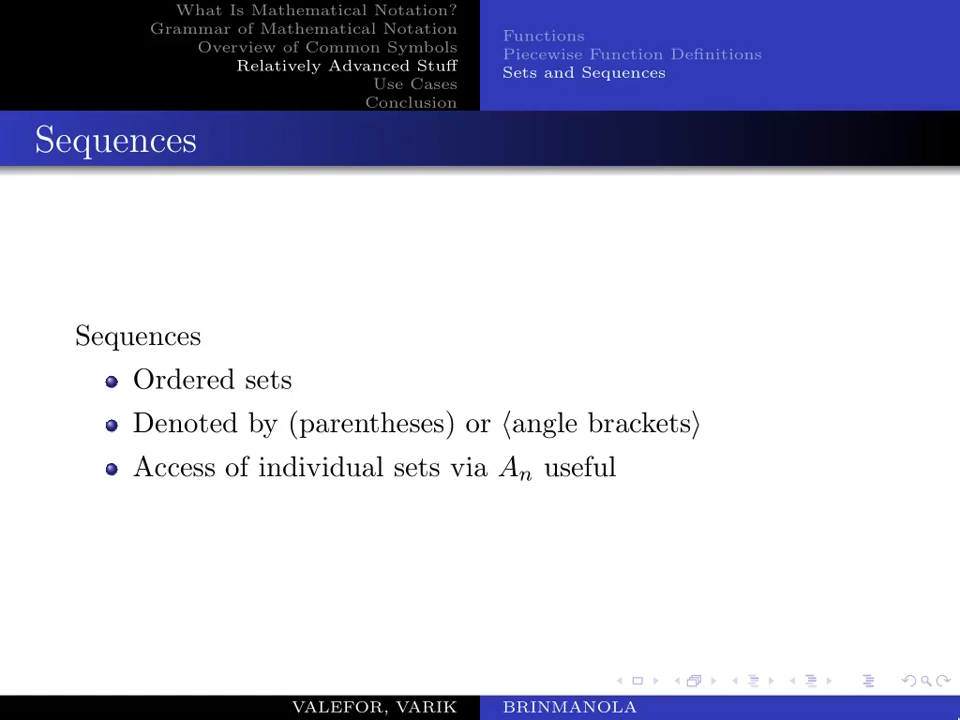 What Is Mathematical Notation?
Grammar of Mathematical Notation
Overview of Common Symbols
Relatively Advanced Stuff
Use Cases
Conclusion
Functions
Piecewise Function Definitions
Sets and Sequences
Sequences
Sequences
Ordered sets
Denoted by (parentheses) or ⟨angle brackets⟩
Access of individual sets via Aₙ useful
VALEFOR, VARIK
BRINMANOLA